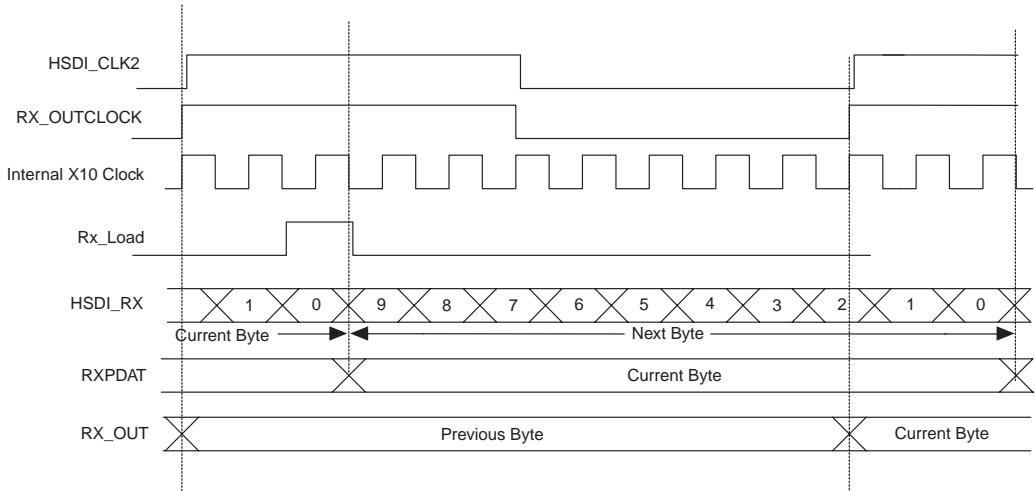 HSDI_CLK2
RX_OUTCLOCK
Internal X10 Clock
Rx_Load
HSDI_RX 1 0 9 8 7 6 5 4 3 2 1 0
Current Byte Next Byte
RXPDAT Current Byte
RX_OUT Previous Byte Current Byte